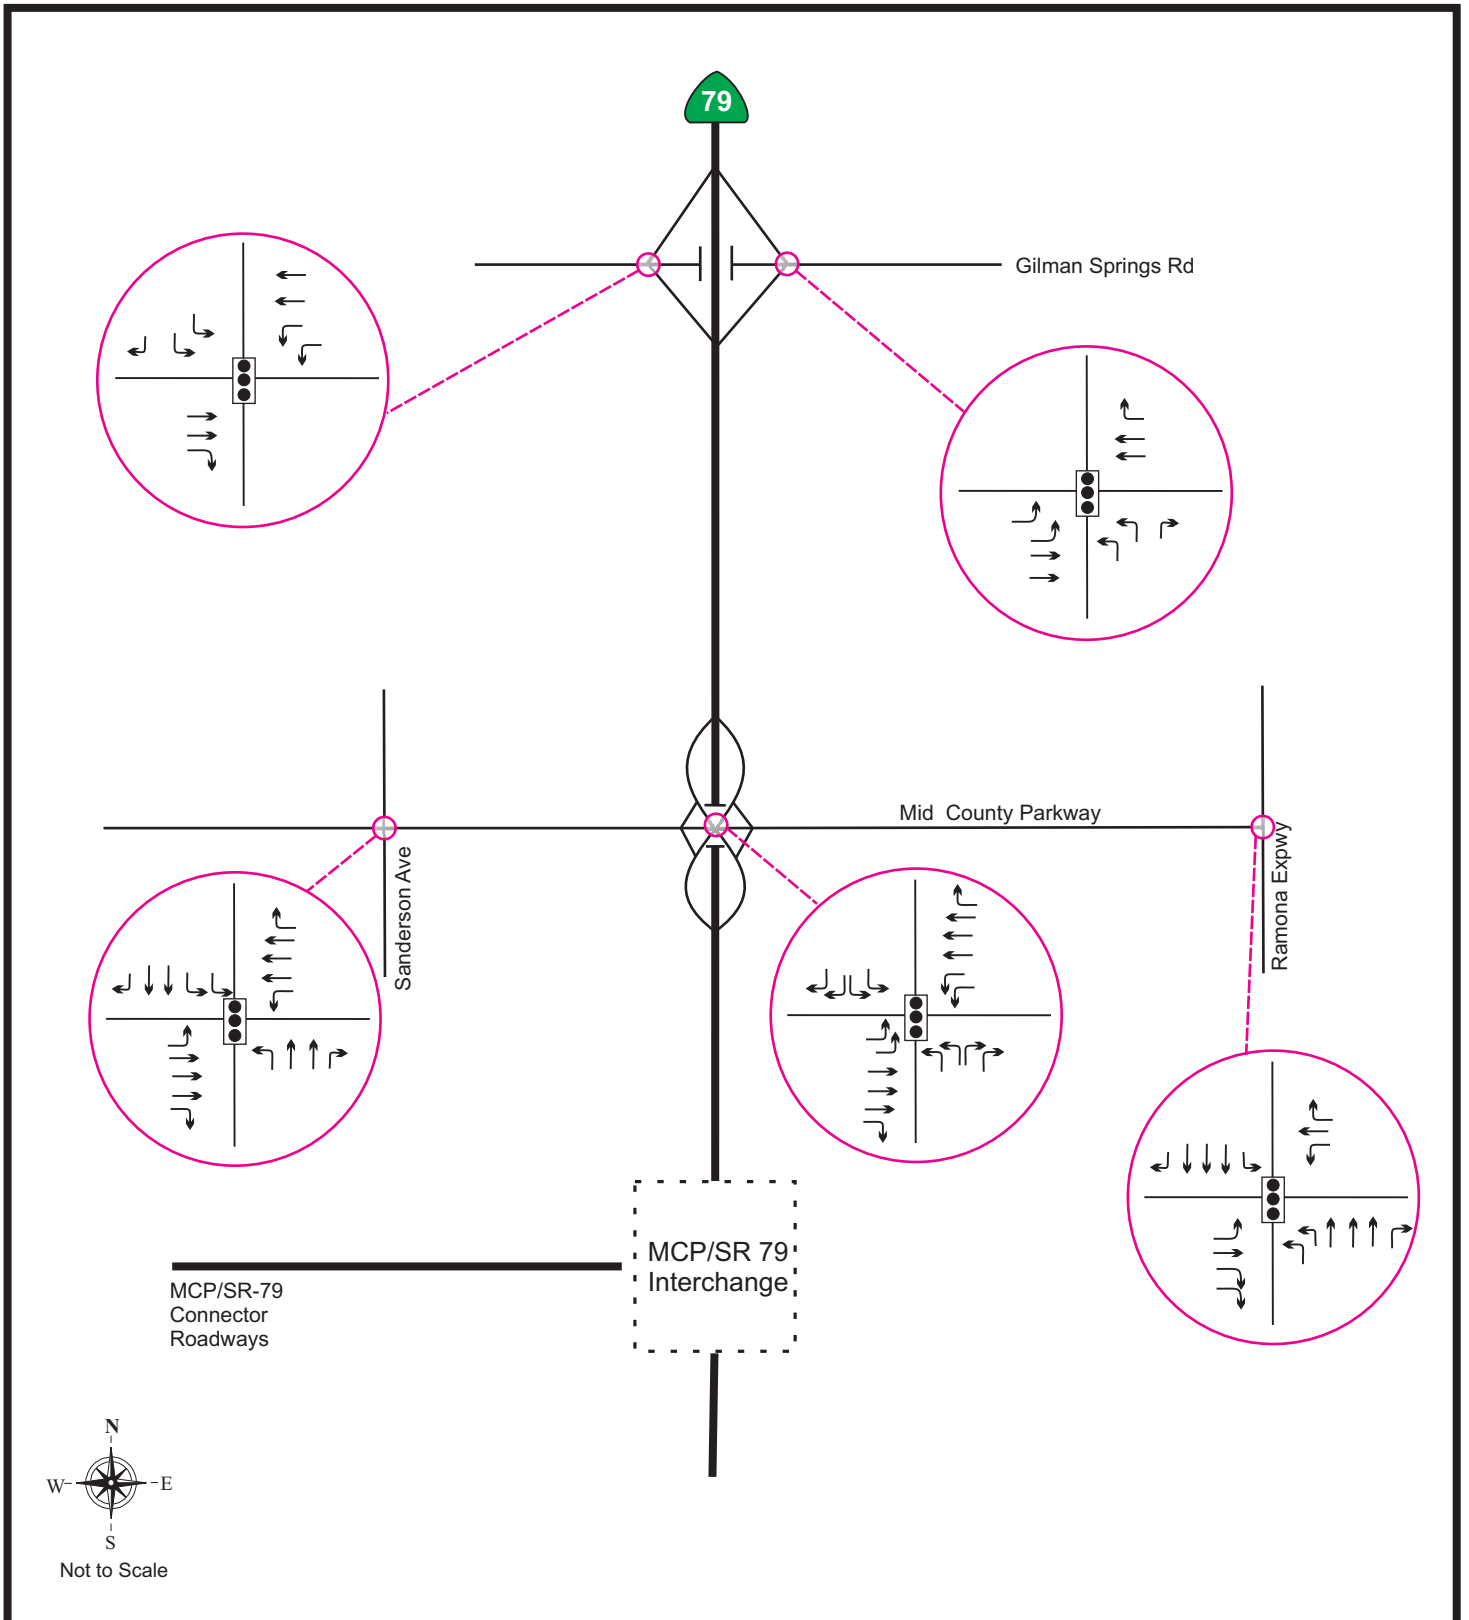 79
Gilman Springs Rd
Mid County Parkway
Sanderson Ave
Ramona Expwy
MCP/SR 79
Interchange
MCP/SR-79
Connector
Roadways
N
W
E
S
Not to Scale